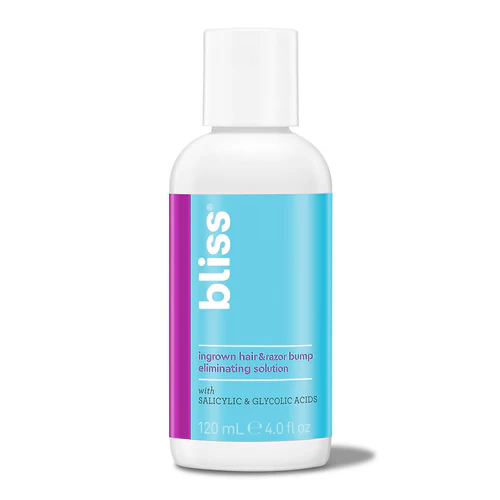 bliss®
ingrown hair & razor bump
eliminating solution
with
SALICYLIC & GLYCOLIC ACIDS
120 mL ℮ 4.0 fl oz